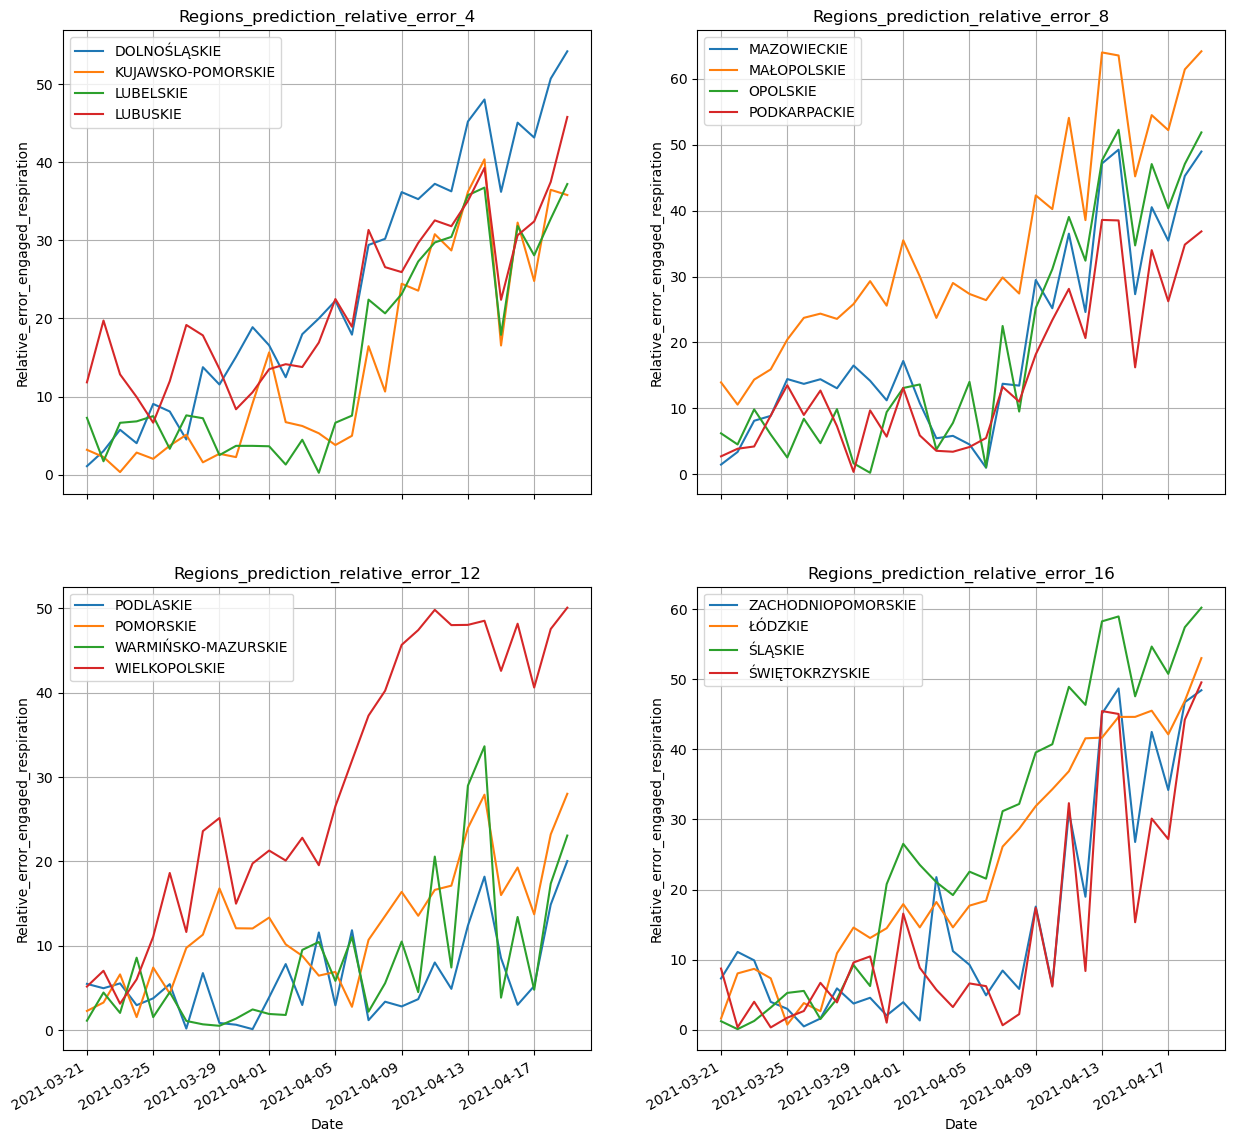 Regions_prediction_relative_error_4
DOLNOŚLĄSKIE
KUJAWSKO-POMORSKIE
LUBELSKIE
LUBUSKIE
Relative_error_engaged_respiration
50
40
30
20
10
0
Regions_prediction_relative_error_8
MAZOWIECKIE
MAŁOPOLSKIE
OPOLSKIE
PODKARPACKIE
Relative_error_engaged_respiration
60
50
40
30
20
10
0
Regions_prediction_relative_error_12
PODLASKIE
POMORSKIE
WARMIŃSKO-MAZURSKIE
WIELKOPOLSKIE
Relative_error_engaged_respiration
50
40
30
20
10
0
2021-03-21
2021-03-25
2021-03-29
2021-04-01
2021-04-05
2021-04-09
2021-04-13
2021-04-17
Date
Regions_prediction_relative_error_16
ZACHODNIOPOMORSKIE
ŁÓDZKIE
ŚLĄSKIE
ŚWIĘTOKRZYSKIE
Relative_error_engaged_respiration
60
50
40
30
20
10
0
2021-03-21
2021-03-25
2021-03-29
2021-04-01
2021-04-05
2021-04-09
2021-04-13
2021-04-17
Date